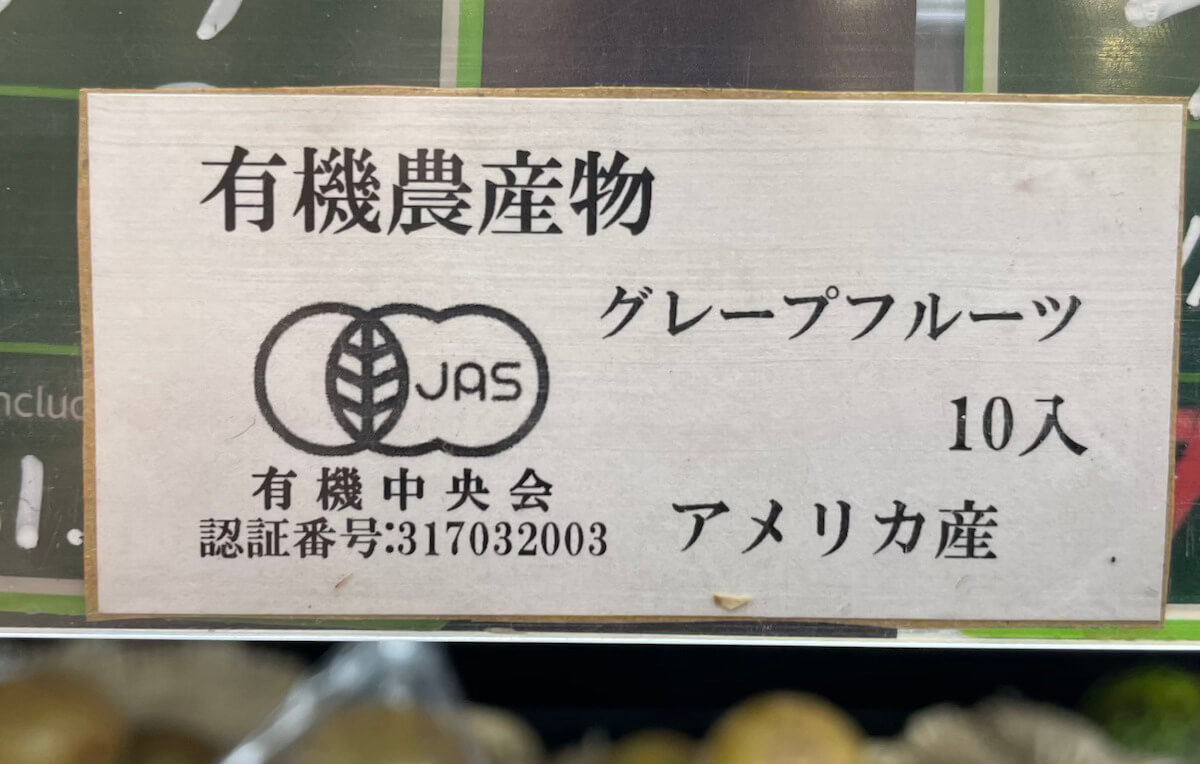 有機農産物
グレープフルーツ
JAS
10入
有機中央会
認証番号:317032003
アメリカ産